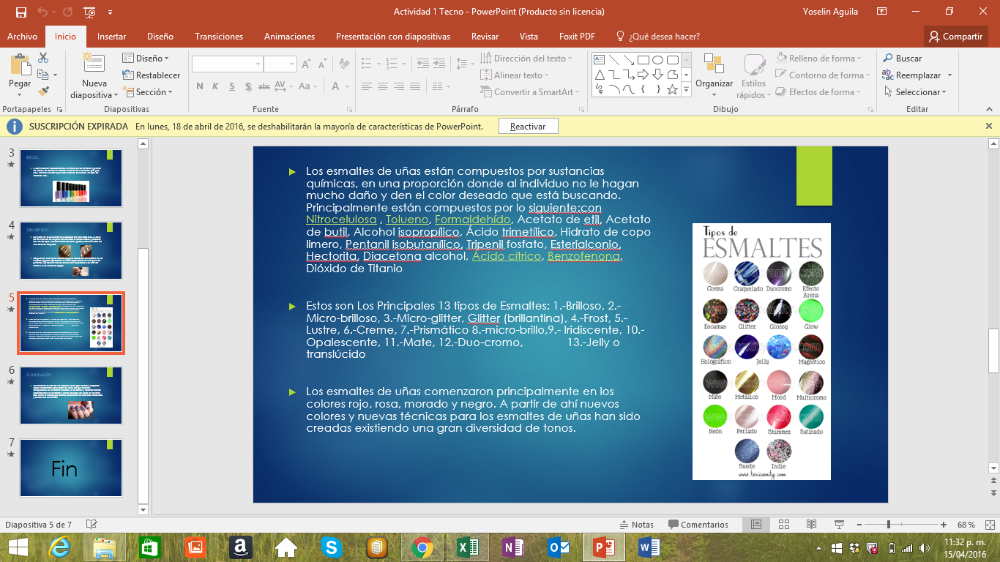 Actividad 1 Tecno - PowerPoint (Producto sin licencia)
Yoselin Aguila
Archivo
Inicio
Insertar
Diseño
Transiciones
Animaciones
Presentación con diapositivas
Revisar
Vista
Foxit PDF
¿Qué desea hacer?
Compartir
Pegar
Nueva
diapositiva
Diseño
Restablecer
Sección
N K S S abc AV Aa A
Dirección del texto
Alinear texto
Convertir a SmartArt
Organizar
Estilos
rápidos
Relleno de forma
Contorno de forma
Efectos de forma
Buscar
Reemplazar
Seleccionar
Portapapeles
Diapositivas
Fuente
Párrafo
Dibujo
Editar
SUSCRIPCIÓN EXPIRADA En lunes, 18 de abril de 2016, se deshabilitarán la mayoría de características de PowerPoint.
Reactivar
3
Inicio:
4
Desarrollo:
5
6
Conclusión:
7
Fin
Los esmaltes de uñas están compuestos por sustancias
químicas, en una proporción donde al individuo no le hagan
mucho daño y den el color deseado que está buscando.
Principalmente están compuestos por lo siguiente:con
Nitrocelulosa , Tolueno, Formaldehído, Acetato de etil, Acetato
de butil, Alcohol isopropílico, Ácido trimetílico, Hidrato de copo
limero, Pentanil isobutanílico, Tripenil fosfato, Esterialconio,
Hectorita, Diacetona alcohol, Ácido cítrico, Benzofenona,
Dióxido de Titanio
Estos son Los Principales 13 tipos de Esmaltes: 1.-Brilloso, 2.-
Micro-brilloso, 3.-Micro-glitter, Glitter (brillantina), 4.-Frost, 5.-
Lustre, 6.-Creme, 7.-Prismático 8.-micro-brillo,9.- Iridiscente, 10.-
Opalescente, 11.-Mate, 12.-Duo-cromo, 13.-Jelly o
translúcido
Los esmaltes de uñas comenzaron principalmente en los
colores rojo, rosa, morado y negro. A partir de ahí nuevos
colores y nuevas técnicas para los esmaltes de uñas han sido
creadas existiendo una gran diversidad de tonos.
Tipos de
ESMALTES
Crema Craquelado Duocromo Efecto
Arena
Escamas Glitter Glossy Glow
Holográfico Jelly Magnético
Mate Metálico Mood Multicromo
Neón Perlado Shimmer Satinado
Suede Indie
www.toxicvanity.com
Diapositiva 5 de 7
Notas
Comentarios
68 %
11:32 p. m.
15/04/2016